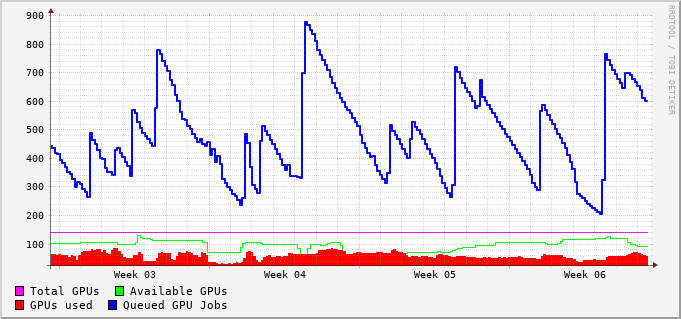 900
800
700
600
500
400
300
200
100
Week 03 Week 04 Week 05 Week 06
Total GPUs Available GPUs
GPUs used Queued GPU Jobs
RRDTOOL / TOBI OETIKER